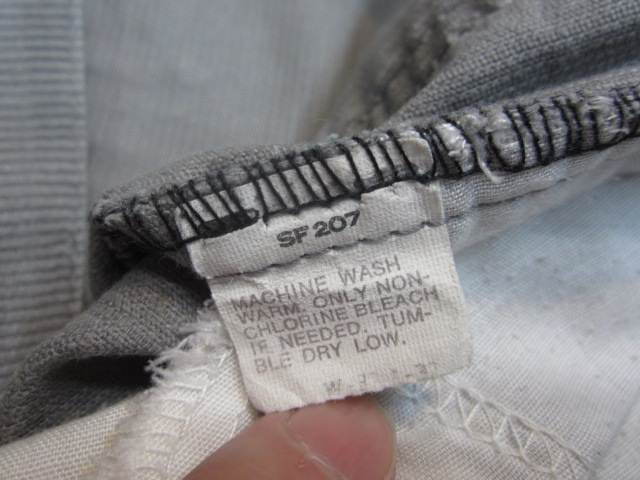 SF 207
MACHINE WASH
WARM. ONLY NON-
CHLORINE BLEACH
IF NEEDED. TUM-
BLE DRY LOW.